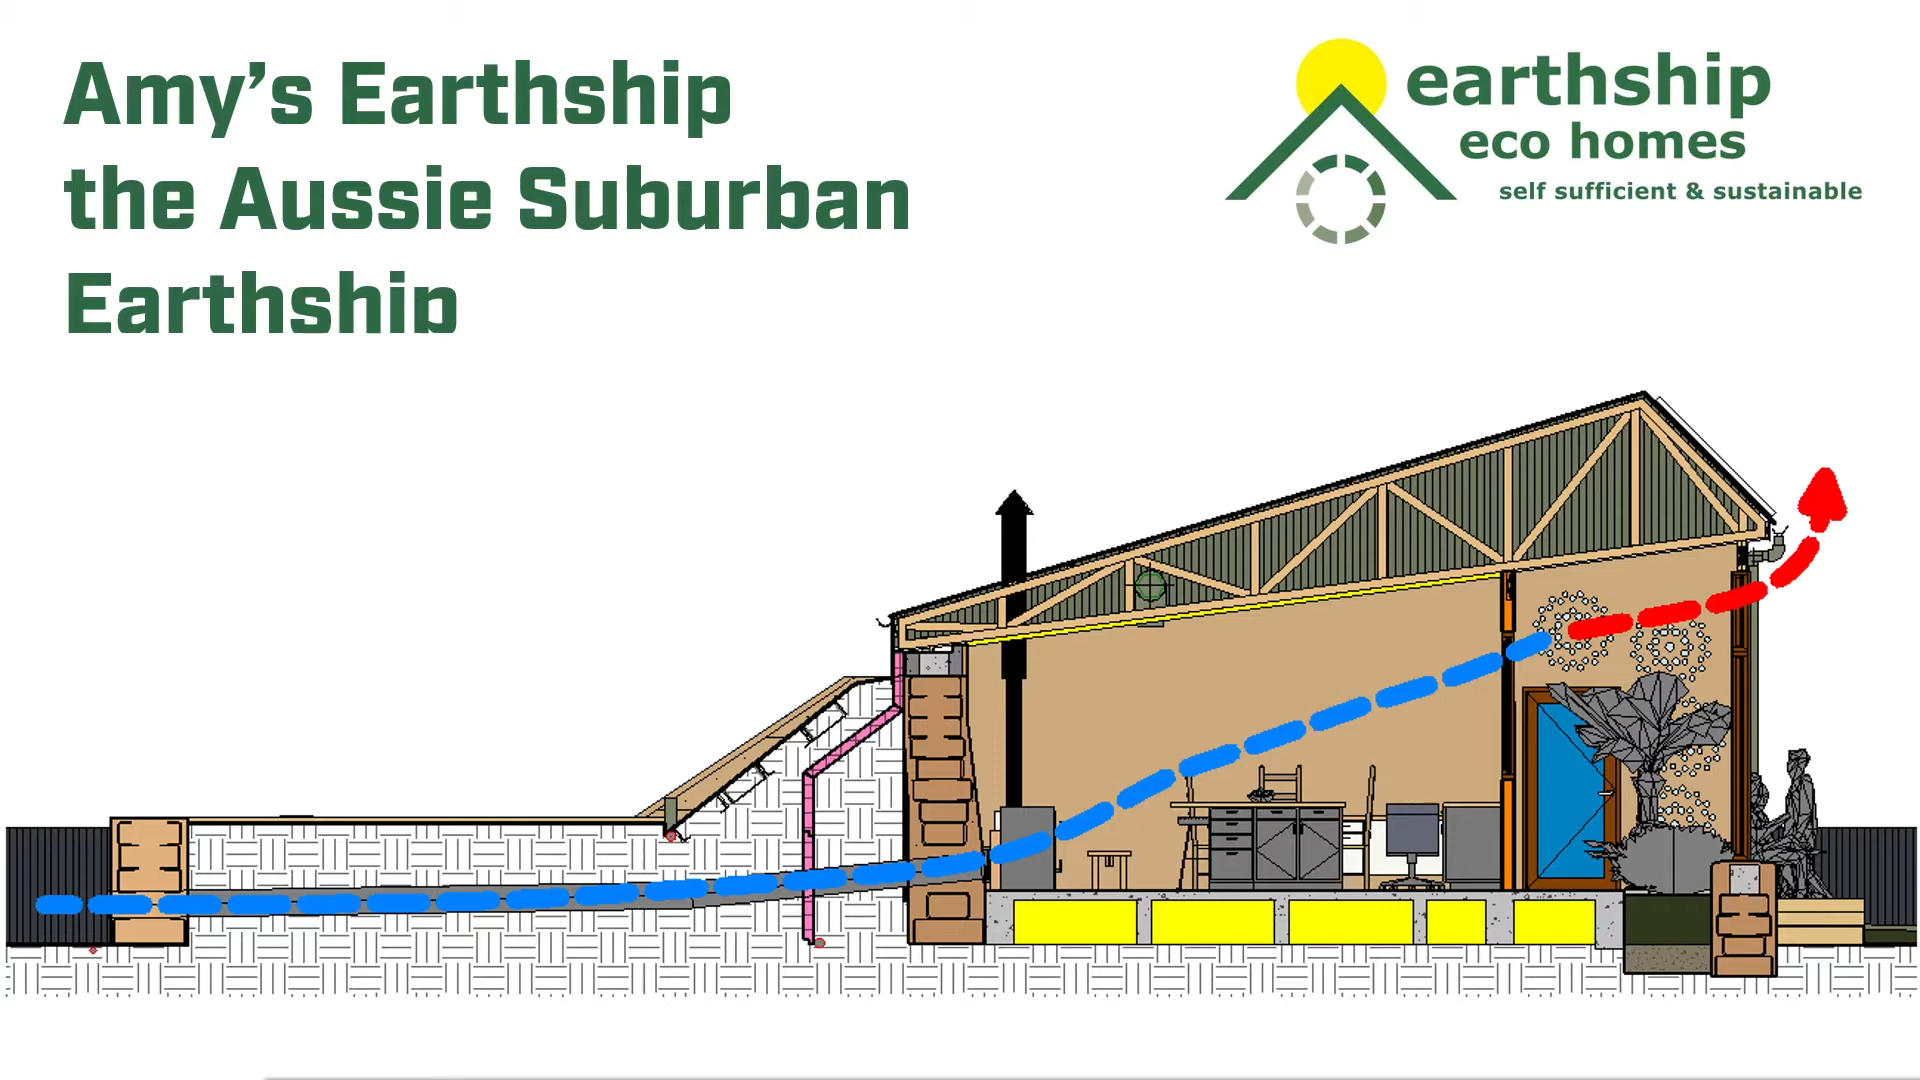 Amy's Earthship
the Aussie Suburban
Earthship
earthship
eco homes
self sufficient & sustainable